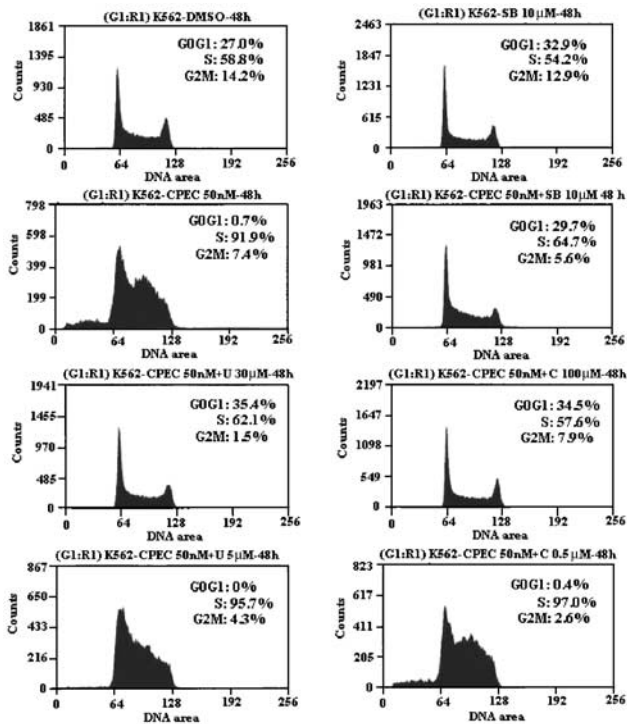 (G1:R1) K562-DMSO-48h
1861
1395
930
485
0
Counts
G0G1: 27.0%
S: 58.8%
G2M: 14.2%
0 64 128 192 256
DNA area
(G1:R1) K562-SB 10 µM-48h
2463
1847
1231
615
0
Counts
G0G1: 32.9%
S: 54.2%
G2M: 12.9%
0 64 128 192 256
DNA area
(G1:R1) K562-CPEC 50nM-48h
798
598
399
199
0
Counts
G0G1: 0.7%
S: 91.9%
G2M: 7.4%
0 64 128 192 256
DNA area
(G1:R1) K562-CPEC 50nM+SB 10µM 48 h
1963
1472
981
490
0
Counts
G0G1: 29.7%
S: 64.7%
G2M: 5.6%
0 64 128 192 256
DNA area
(G1:R1) K562-CPEC 50nM+U 30µM-48h
1941
1455
970
485
0
Counts
G0G1: 35.4%
S: 62.1%
G2M: 1.5%
0 64 128 192 256
DNA area
(G1:R1) K562-CPEC 50nM+C 100µM-48h
2197
1647
1098
549
0
Counts
G0G1: 34.5%
S: 57.6%
G2M: 7.9%
0 64 128 192 256
DNA area
(G1:R1) K562-CPEC 50nM+U 5 µM-48h
867
650
433
216
0
Counts
G0G1: 0%
S: 95.7%
G2M: 4.3%
0 64 128 192 256
DNA area
(G1:R1) K562-CPEC 50nM+C 0.5 µM-48h
823
617
411
205
0
Counts
G0G1: 0.4%
S: 97.0%
G2M: 2.6%
0 64 128 192 256
DNA area